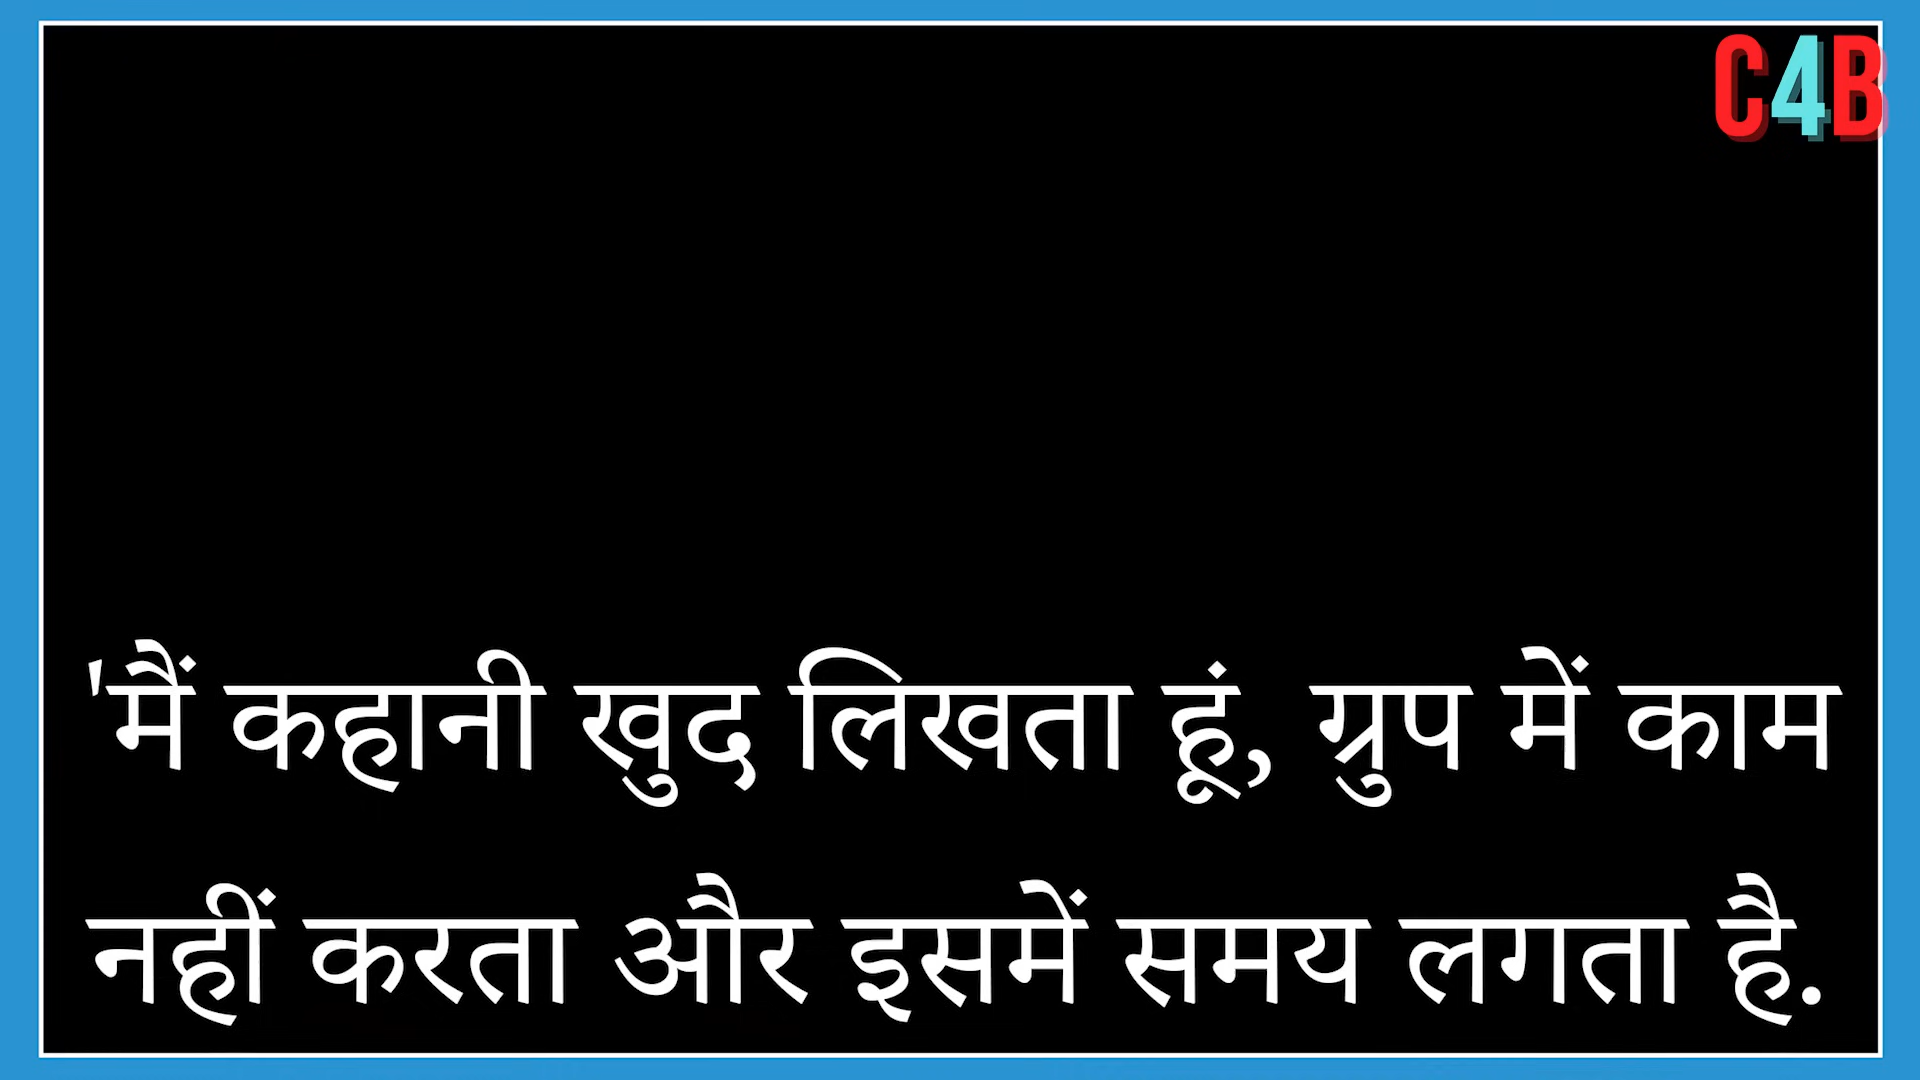 C4B
'मैं कहानी खुद लिखता हूं, ग्रुप में काम
नहीं करता और इसमें समय लगता है.